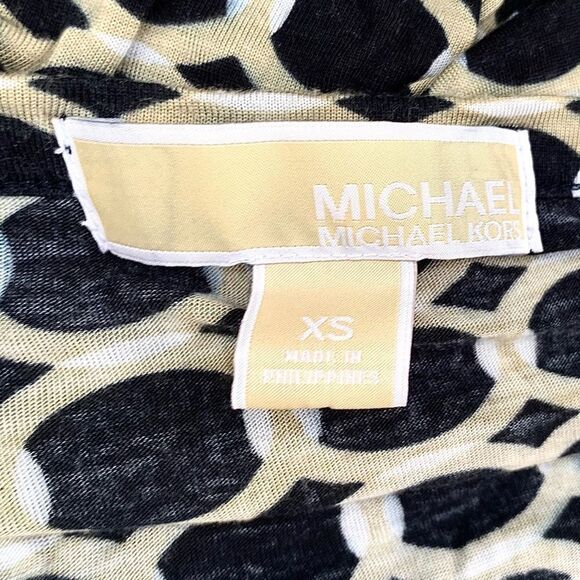 MICHAEL
MICHAEL KORS
XS
MADE IN
PHILIPPINES